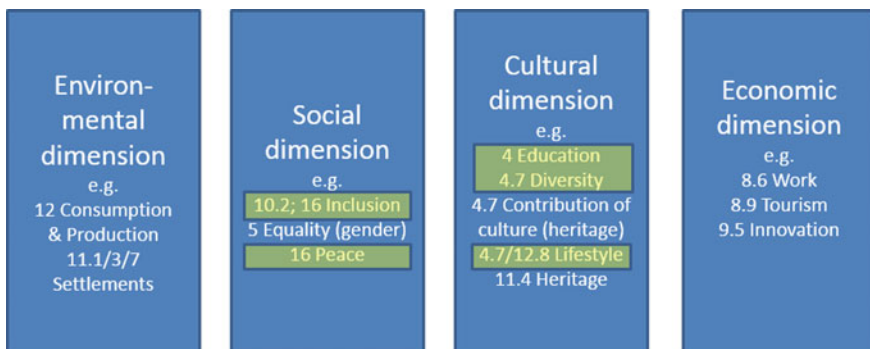 Environ-
mental
dimension
e.g.
12 Consumption
& Production
11.1/3/7
Settlements
Social
dimension
e.g.
10.2; 16 Inclusion
5 Equality (gender)
16 Peace
Cultural
dimension
e.g.
4 Education
4.7 Diversity
4.7 Contribution of
culture (heritage)
4.7/12.8 Lifestyle
11.4 Heritage
Economic
dimension
e.g.
8.6 Work
8.9 Tourism
9.5 Innovation